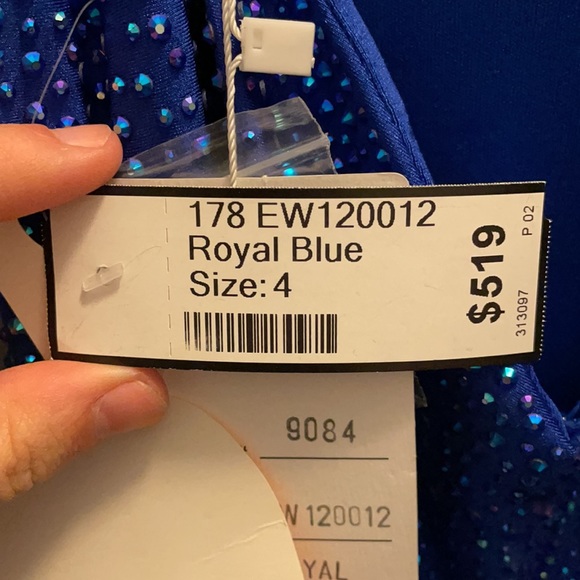 178 EW120012
Royal Blue
Size: 4
$519
P 02
313097
9084
W 120012
YAL